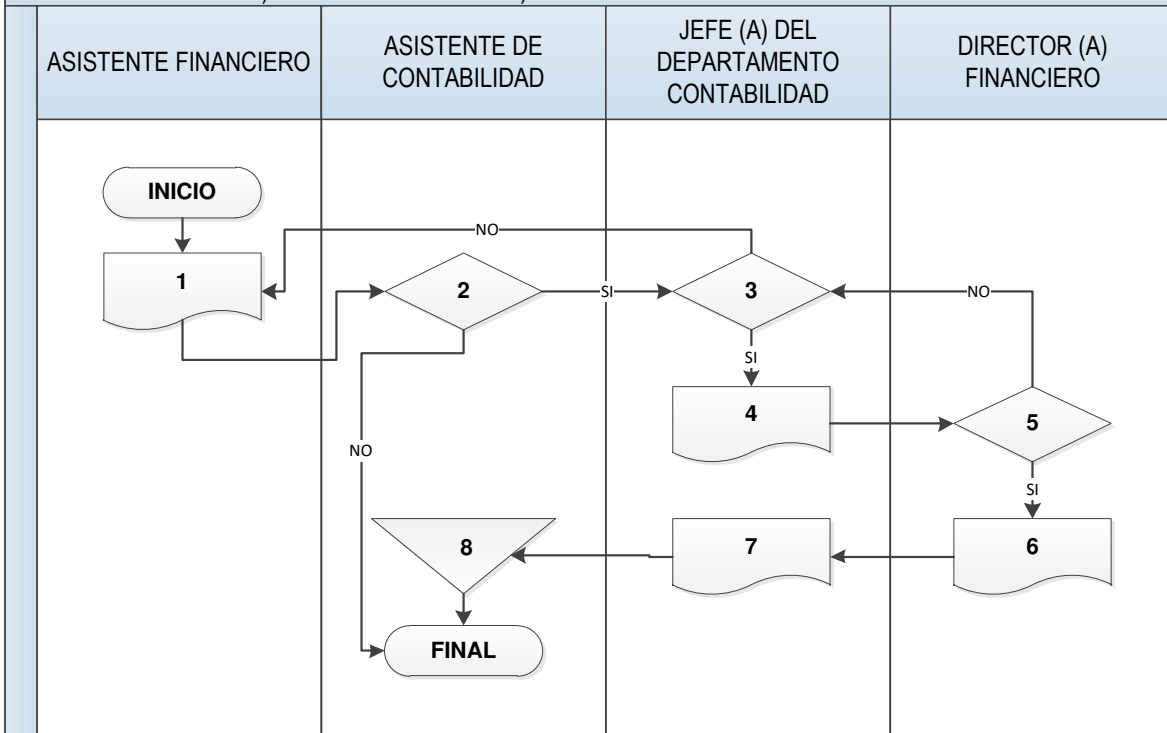 ASISTENTE FINANCIERO
ASISTENTE DE
CONTABILIDAD
JEFE (A) DEL
DEPARTAMENTO
CONTABILIDAD
DIRECTOR (A)
FINANCIERO
INICIO
NO
1
2
SI
3
NO
SI
4
5
NO
SI
8
7
6
FINAL